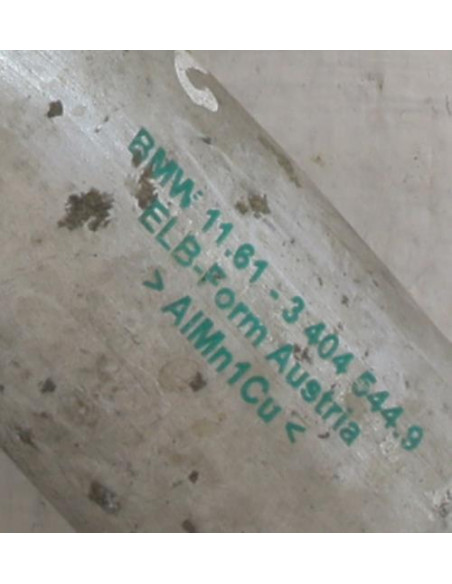 BMW 11.61 - 3 404 544.9
ELB-Form Austria
> AlMn1Cu <